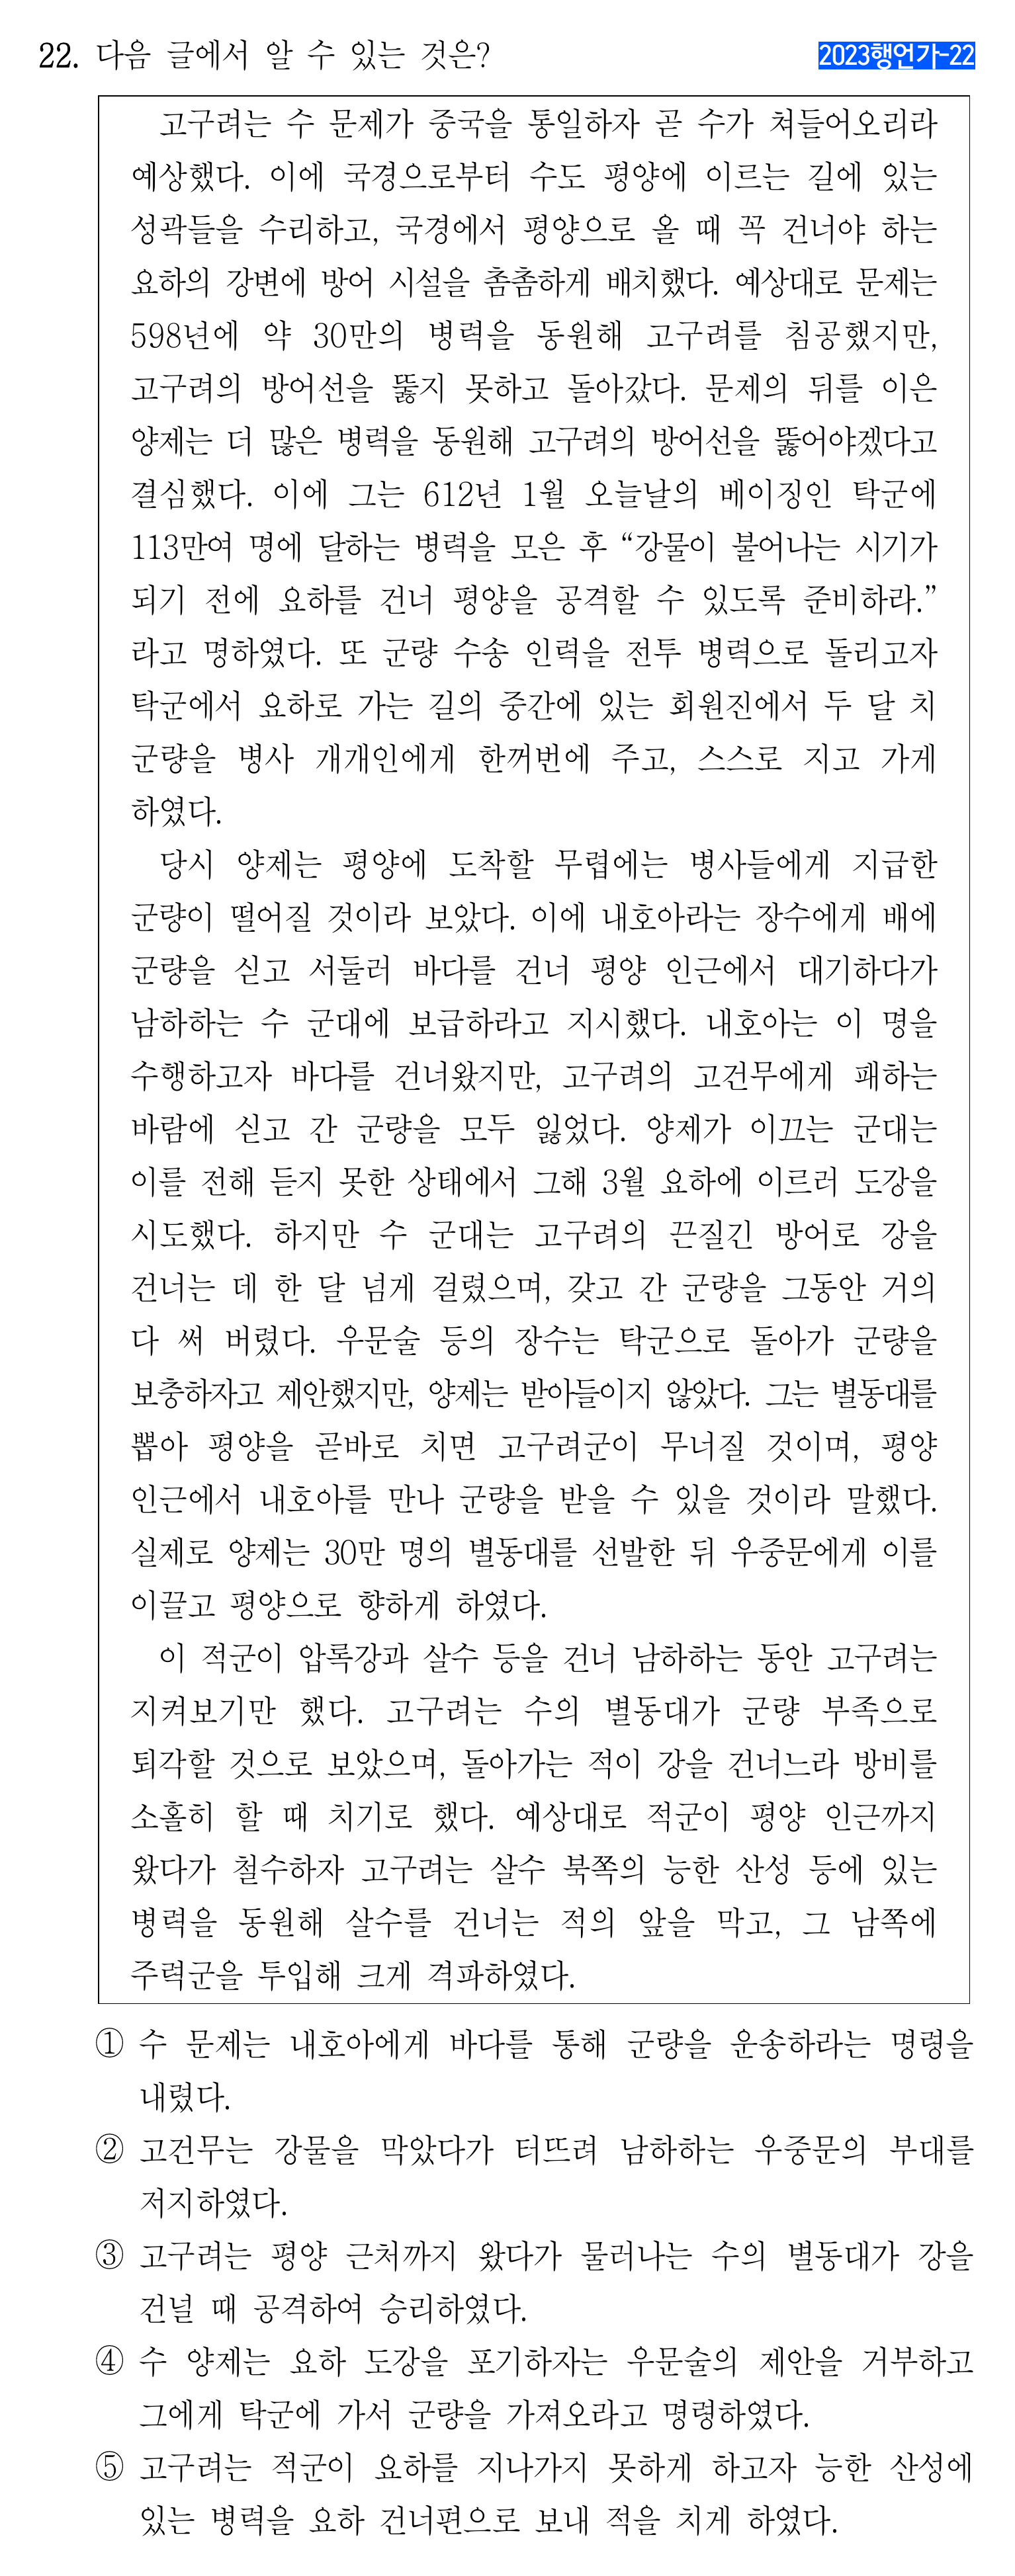 22. 다음 글에서 알 수 있는 것은?
2023행언가-22
고구려는 수 문제가 중국을 통일하자 곧 수가 쳐들어오리라
예상했다. 이에 국경으로부터 수도 평양에 이르는 길에 있는
성곽들을 수리하고, 국경에서 평양으로 올 때 꼭 건너야 하는
요하의 강변에 방어 시설을 촘촘하게 배치했다. 예상대로 문제는
598년에 약 30만의 병력을 동원해 고구려를 침공했지만,
고구려의 방어선을 뚫지 못하고 돌아갔다. 문제의 뒤를 이은
양제는 더 많은 병력을 동원해 고구려의 방어선을 뚫어야겠다고
결심했다. 이에 그는 612년 1월 오늘날의 베이징인 탁군에
113만여 명에 달하는 병력을 모은 후 “강물이 불어나는 시기가
되기 전에 요하를 건너 평양을 공격할 수 있도록 준비하라.”
라고 명하였다. 또 군량 수송 인력을 전투 병력으로 돌리고자
탁군에서 요하로 가는 길의 중간에 있는 회원진에서 두 달 치
군량을 병사 개개인에게 한꺼번에 주고, 스스로 지고 가게
하였다.
당시 양제는 평양에 도착할 무렵에는 병사들에게 지급한
군량이 떨어질 것이라 보았다. 이에 내호아라는 장수에게 배에
군량을 싣고 서둘러 바다를 건너 평양 인근에서 대기하다가
남하하는 수 군대에 보급하라고 지시했다. 내호아는 이 명을
수행하고자 바다를 건너왔지만, 고구려의 고건무에게 패하는
바람에 싣고 간 군량을 모두 잃었다. 양제가 이끄는 군대는
이를 전해 듣지 못한 상태에서 그해 3월 요하에 이르러 도강을
시도했다. 하지만 수 군대는 고구려의 끈질긴 방어로 강을
건너는 데 한 달 넘게 걸렸으며, 갖고 간 군량을 그동안 거의
다 써 버렸다. 우문술 등의 장수는 탁군으로 돌아가 군량을
보충하자고 제안했지만, 양제는 받아들이지 않았다. 그는 별동대를
뽑아 평양을 곧바로 치면 고구려군이 무너질 것이며, 평양
인근에서 내호아를 만나 군량을 받을 수 있을 것이라 말했다.
실제로 양제는 30만 명의 별동대를 선발한 뒤 우중문에게 이를
이끌고 평양으로 향하게 하였다.
이 적군이 압록강과 살수 등을 건너 남하하는 동안 고구려는
지켜보기만 했다. 고구려는 수의 별동대가 군량 부족으로
퇴각할 것으로 보았으며, 돌아가는 적이 강을 건너느라 방비를
소홀히 할 때 치기로 했다. 예상대로 적군이 평양 인근까지
왔다가 철수하자 고구려는 살수 북쪽의 능한 산성 등에 있는
병력을 동원해 살수를 건너는 적의 앞을 막고, 그 남쪽에
주력군을 투입해 크게 격파하였다.
① 수 문제는 내호아에게 바다를 통해 군량을 운송하라는 명령을
내렸다.
② 고건무는 강물을 막았다가 터뜨려 남하하는 우중문의 부대를
저지하였다.
③ 고구려는 평양 근처까지 왔다가 물러나는 수의 별동대가 강을
건널 때 공격하여 승리하였다.
④ 수 양제는 요하 도강을 포기하자는 우문술의 제안을 거부하고
그에게 탁군에 가서 군량을 가져오라고 명령하였다.
⑤ 고구려는 적군이 요하를 지나가지 못하게 하고자 능한 산성에
있는 병력을 요하 건너편으로 보내 적을 치게 하였다.